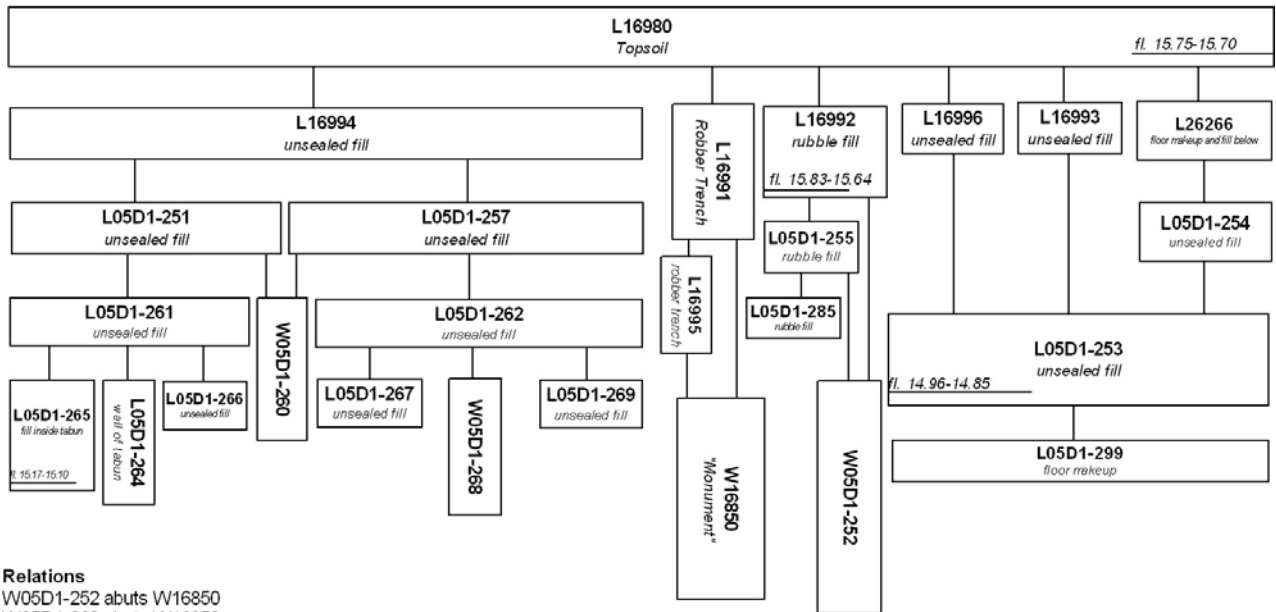 L16980
Topsoil
fl. 15.75-15.70
L16994
unsealed fill
L16991
Robber Trench
L16992
rubble fill
fl. 15.83-15.64
L16996
unsealed fill
L16993
unsealed fill
L26266
floor makeup and fill below
L05D1-251
unsealed fill
L05D1-257
unsealed fill
L05D1-255
rubble fill
L05D1-254
unsealed fill
L16995
robber trench
L05D1-261
unsealed fill
W05D1-260
L05D1-262
unsealed fill
L05D1-285
rubble fill
L05D1-253
unsealed fill
fl. 14.96-14.85
L05D1-265
fill inside tabun
fl. 15.17-15.10
L05D1-264
wall of tabun
L05D1-266
unsealed fill
L05D1-267
unsealed fill
W05D1-268
L05D1-269
unsealed fill
W16850
"Monument"
W05D1-252
L05D1-299
floor makeup
Relations
W05D1-252 abuts W16850